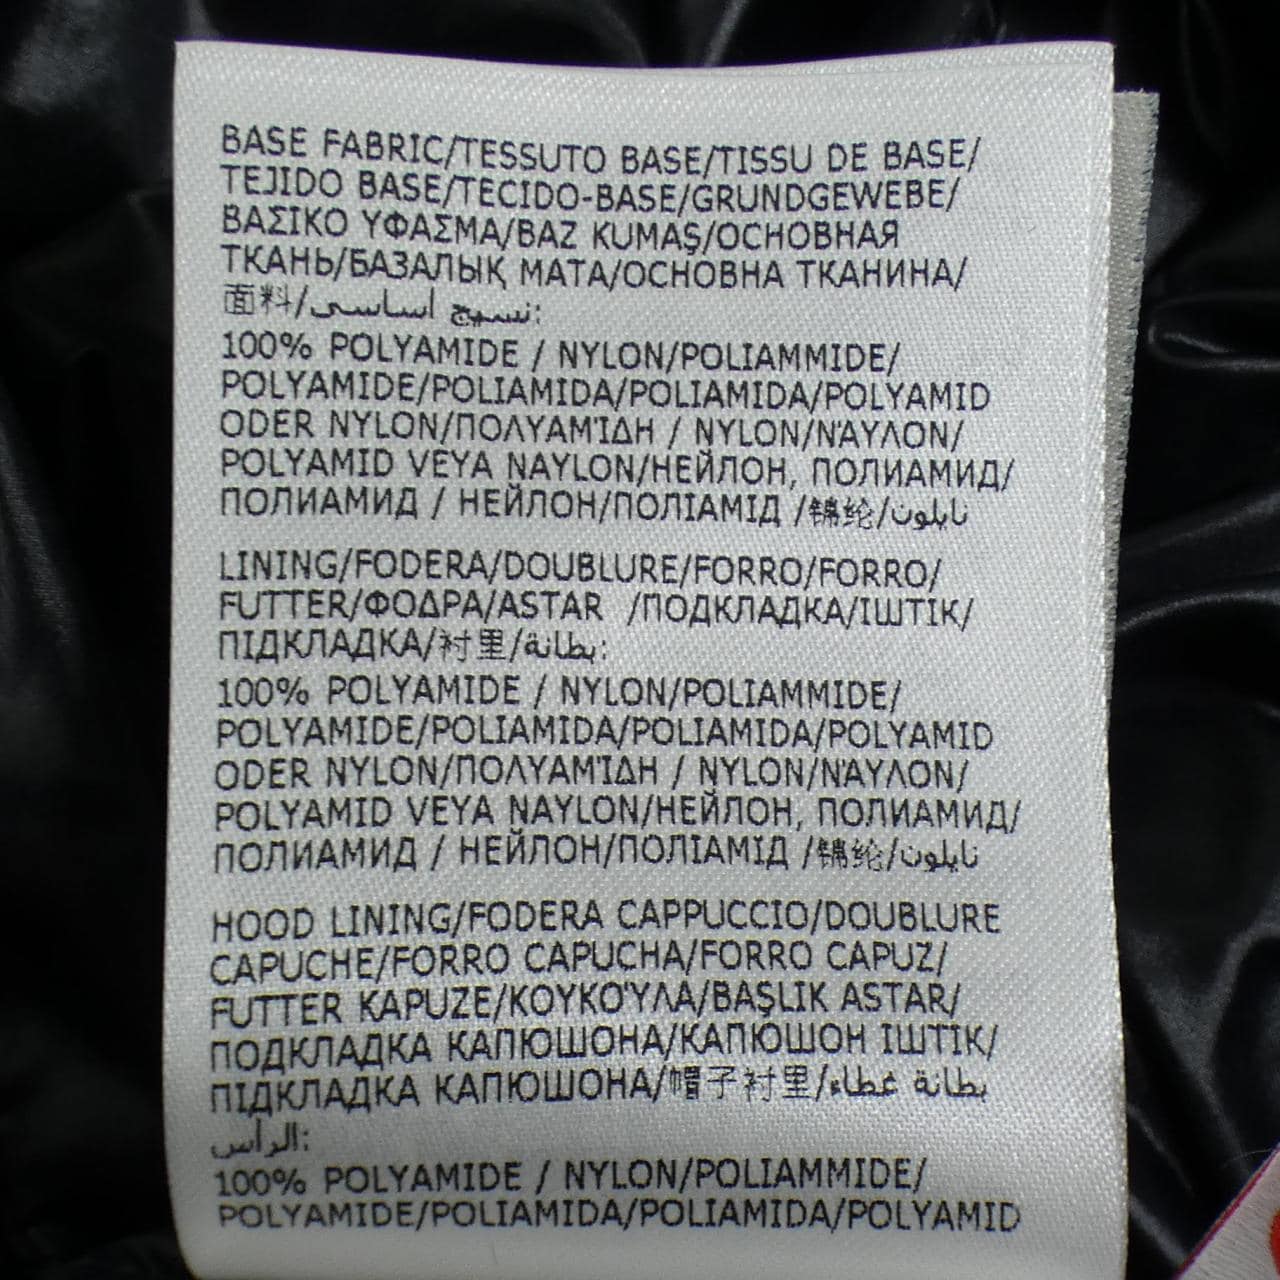 BASE FABRIC/TESSUTO BASE/TISSU DE BASE/
TEJIDO BASE/TECIDO-BASE/GRUNDGEWEBE/
ΒΑΣΙΚΟ ΥΦΑΣΜΑ/BAZ KUMAŞ/ОСНОВНАЯ
ТКАНЬ/БАЗАЛЫҚ МАТА/ОСНОВНА ТКАНИНА/
面料/نسيج أساسى:
100% POLYAMIDE / NYLON/POLIAMMIDE/
POLYAMIDE/POLIAMIDA/POLIAMIDA/POLYAMID
ODER NYLON/ΠΟΛΥΑΜΊΔΗ / NYLON/ΝΆΥΛΟΝ/
POLYAMID VEYA NAYLON/НЕЙЛОН, ПОЛИАМИД/
ПОЛИАМИД / НЕЙЛОН/ПОЛІАМІД /锦纶/نايلون
LINING/FODERA/DOUBLURE/FORRO/FORRO/
FUTTER/ΦΟΔΡΑ/ASTAR /ПОДКЛАДКА/ІШТІК/
ПІДКЛАДКА/衬里/بطانة:
100% POLYAMIDE / NYLON/POLIAMMIDE/
POLYAMIDE/POLIAMIDA/POLIAMIDA/POLYAMID
ODER NYLON/ΠΟΛΥΑΜΊΔΗ / NYLON/ΝΆΥΛΟΝ/
POLYAMID VEYA NAYLON/НЕЙЛОН, ПОЛИАМИД/
ПОЛИАМИД / НЕЙЛОН/ПОЛІАМІД /锦纶/نايلون
HOOD LINING/FODERA CAPPUCCIO/DOUBLURE
CAPUCHE/FORRO CAPUCHA/FORRO CAPUZ/
FUTTER KAPUZE/ΚΟΥΚΟΎΛΑ/BAŞLIK ASTAR/
ПОДКЛАДКА КАПЮШОНА/КАПЮШОН ІШТІК/
ПІДКЛАДКА КАПЮШОНА/帽子衬里/بطانة غطاء
الرأس:
100% POLYAMIDE / NYLON/POLIAMMIDE/
POLYAMIDE/POLIAMIDA/POLIAMIDA/POLYAMID